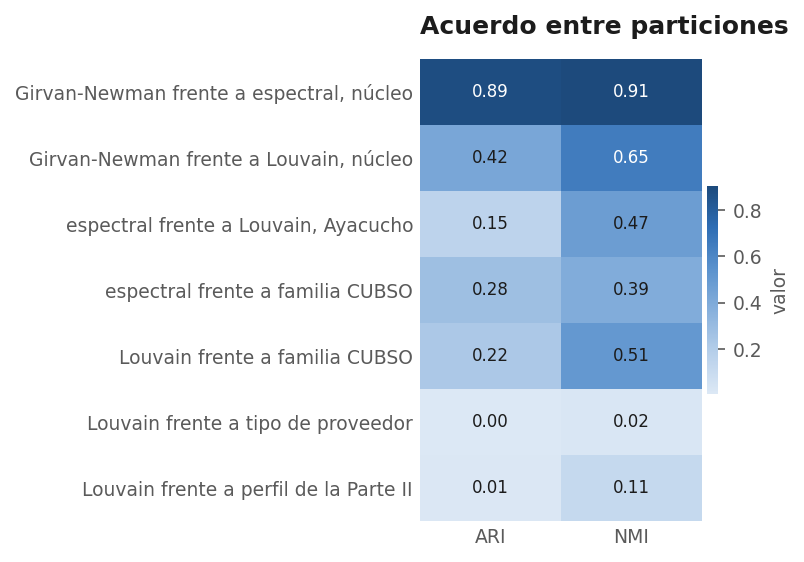 Acuerdo entre particiones
Girvan-Newman frente a espectral, núcleo 0.89 0.91
Girvan-Newman frente a Louvain, núcleo 0.42 0.65
espectral frente a Louvain, Ayacucho 0.15 0.47
espectral frente a familia CUBSO 0.28 0.39
Louvain frente a familia CUBSO 0.22 0.51
Louvain frente a tipo de proveedor 0.00 0.02
Louvain frente a perfil de la Parte II 0.01 0.11
ARI NMI
0.8
0.6
0.4
0.2
valor